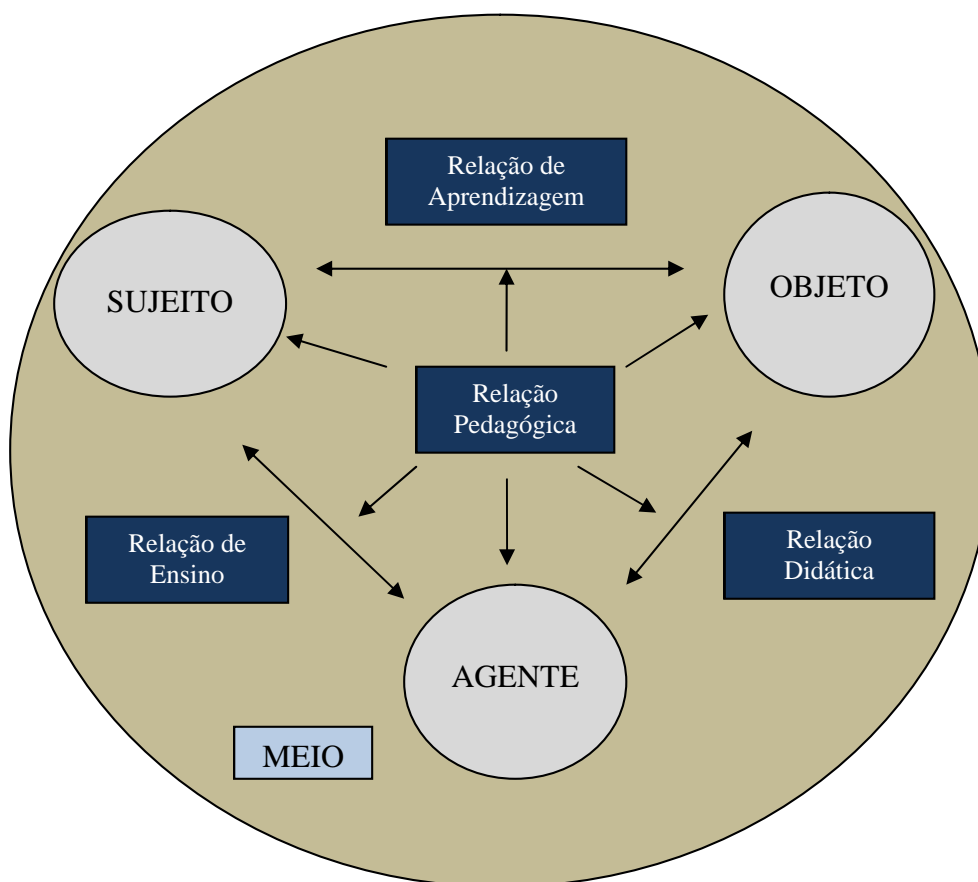 Relação de
Aprendizagem
SUJEITO
OBJETO
Relação
Pedagógica
Relação de
Ensino
Relação
Didática
AGENTE
MEIO